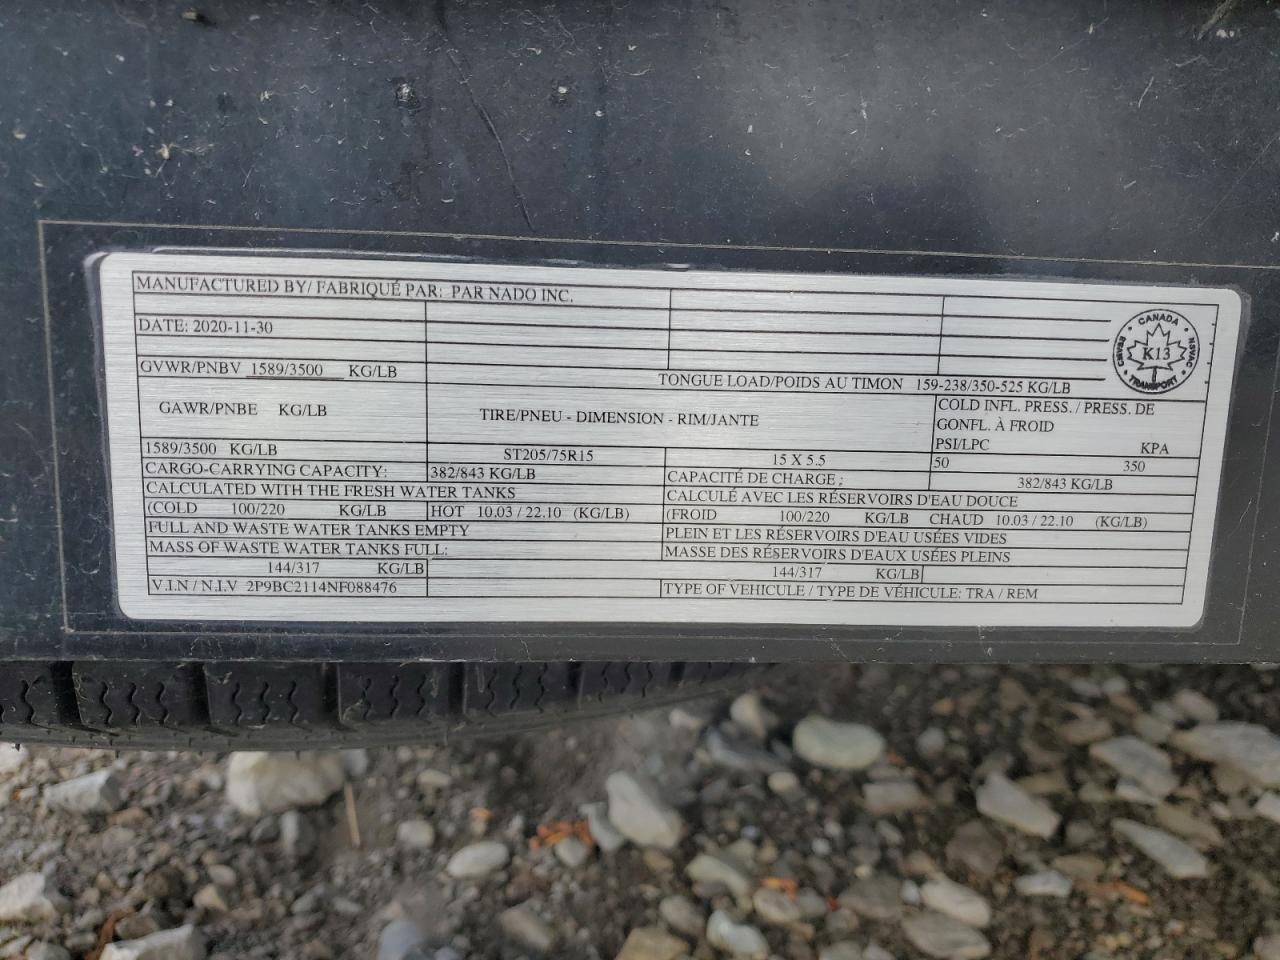 MANUFACTURED BY/ FABRIQUÉ PAR: PAR NADO INC.
DATE: 2020-11-30
CANADA
K13
TRANSPORT
NSVAC
CNVASR
GVWR/PNBV 1589/3500 KG/LB
TONGUE LOAD/POIDS AU TIMON 159-238/350-525 KG/LB
GAWR/PNBE KG/LB
TIRE/PNEU - DIMENSION - RIM/JANTE
COLD INFL. PRESS. / PRESS. DE
GONFL. À FROID
PSI/LPC KPA
1589/3500 KG/LB ST205/75R15 15 X 5.5 50 350
CARGO-CARRYING CAPACITY: 382/843 KG/LB CAPACITÉ DE CHARGE ; 382/843 KG/LB
CALCULATED WITH THE FRESH WATER TANKS CALCULÉ AVEC LES RÉSERVOIRS D'EAU DOUCE
(COLD 100/220 KG/LB HOT 10.03 / 22.10 (KG/LB) (FROID 100/220 KG/LB CHAUD 10.03 / 22.10 (KG/LB)
FULL AND WASTE WATER TANKS EMPTY PLEIN ET LES RÉSERVOIRS D'EAU USÉES VIDES
MASS OF WASTE WATER TANKS FULL: MASSE DES RÉSERVOIRS D'EAUX USÉES PLEINS
144/317 KG/LB 144/317 KG/LB
V.I.N / N.I.V 2P9BC2114NF088476 TYPE OF VEHICULE / TYPE DE VÉHICULE: TRA / REM